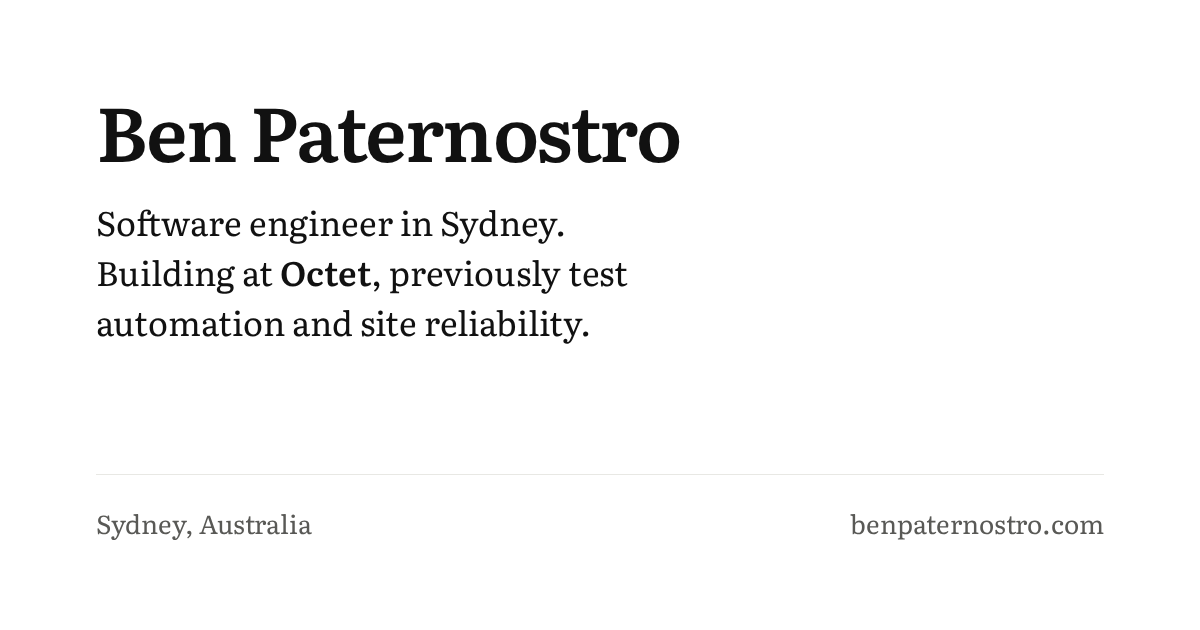 Ben Paternostro
Software engineer in Sydney.
Building at Octet, previously test
automation and site reliability.
Sydney, Australia
benpaternostro.com